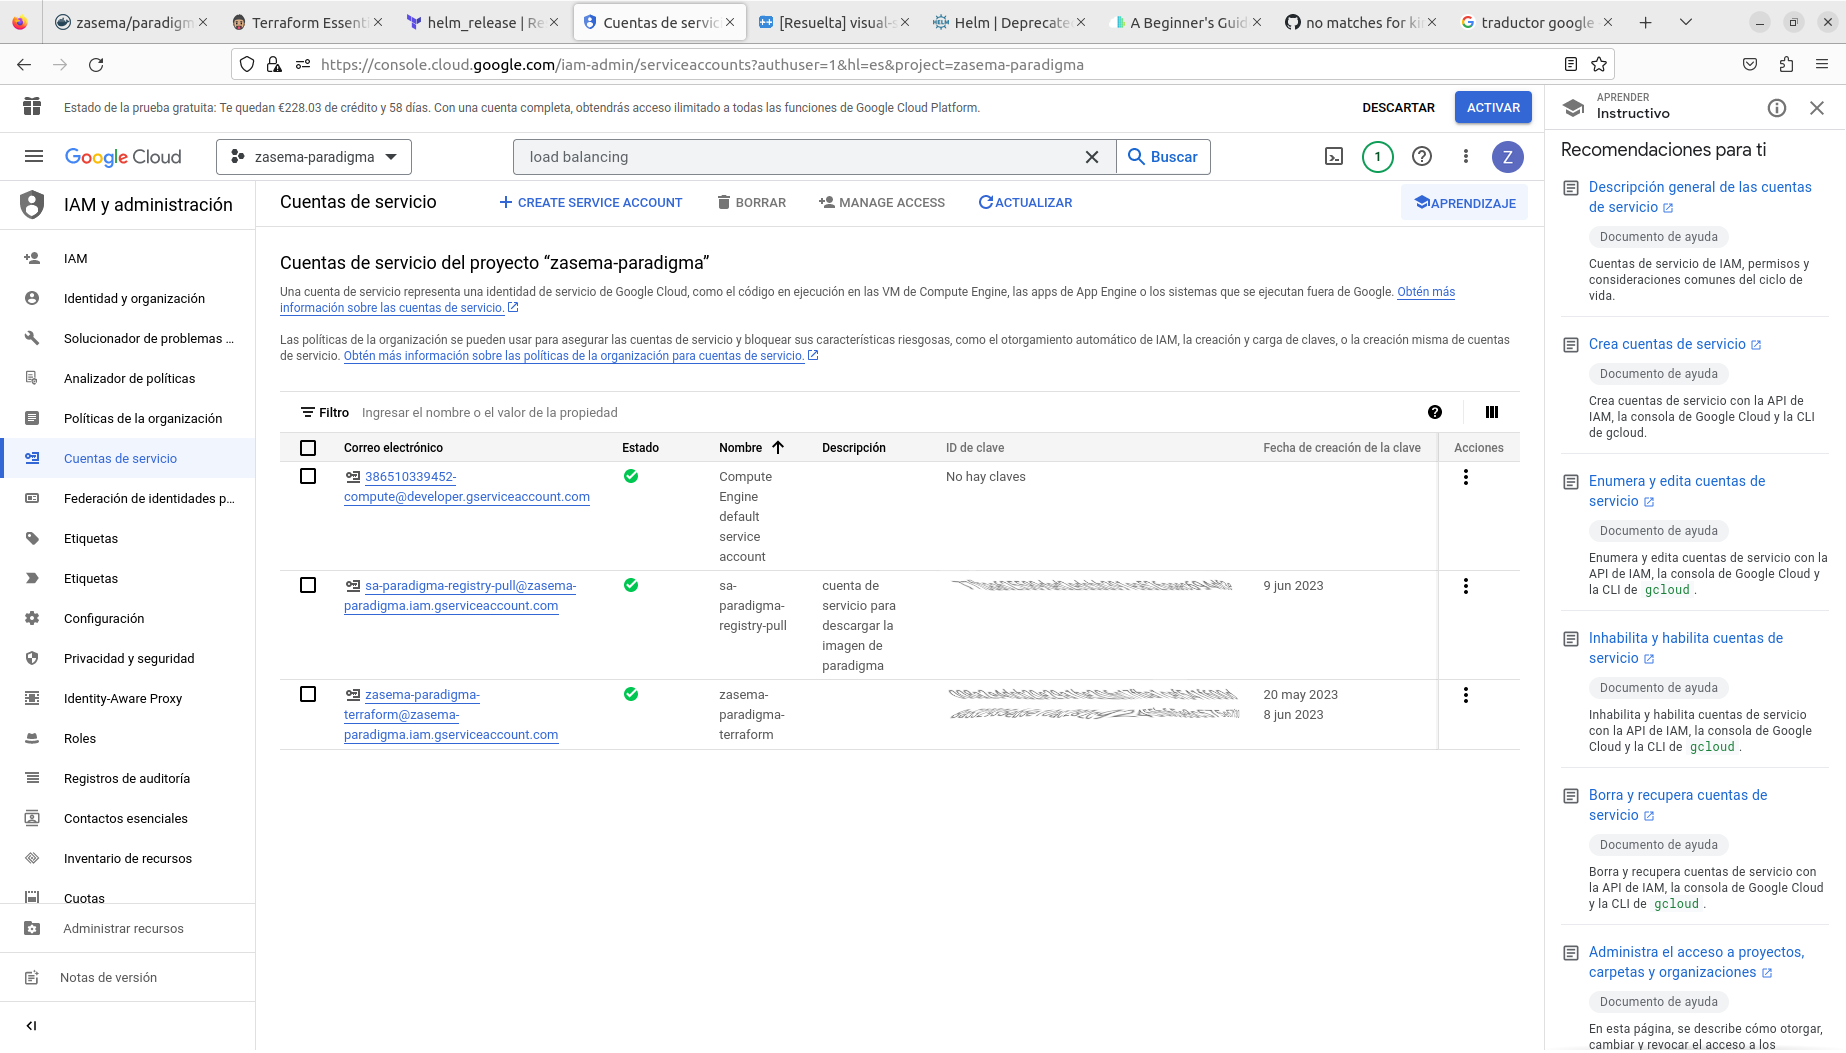 zasema/paradigm
Terraform Essenti
helm_release | Re
Cuentas de servic
[Resuelta] visual-s
Helm | Deprecate
A Beginner's Guid
no matches for ki
traductor google
https://console.cloud.google.com/iam-admin/serviceaccounts?authuser=1&hl=es&project=zasema-paradigma
Estado de la prueba gratuita: Te quedan €228.03 de crédito y 58 días. Con una cuenta completa, obtendrás acceso ilimitado a todas las funciones de Google Cloud Platform.
DESCARTAR
ACTIVAR
Google Cloud
zasema-paradigma
load balancing
Buscar
1
Z
IAM y administración
IAM
Identidad y organización
Solucionador de problemas ...
Analizador de políticas
Políticas de la organización
Cuentas de servicio
Federación de identidades p...
Etiquetas
Etiquetas
Configuración
Privacidad y seguridad
Identity-Aware Proxy
Roles
Registros de auditoría
Contactos esenciales
Inventario de recursos
Cuotas
Administrar recursos
Notas de versión
Cuentas de servicio
CREATE SERVICE ACCOUNT
BORRAR
MANAGE ACCESS
ACTUALIZAR
APRENDIZAJE
Cuentas de servicio del proyecto “zasema-paradigma”
Una cuenta de servicio representa una identidad de servicio de Google Cloud, como el código en ejecución en las VM de Compute Engine, las apps de App Engine o los sistemas que se ejecutan fuera de Google. Obtén más
información sobre las cuentas de servicio.
Las políticas de la organización se pueden usar para asegurar las cuentas de servicio y bloquear sus características riesgosas, como el otorgamiento automático de IAM, la creación y carga de claves, o la creación misma de cuentas
de servicio. Obtén más información sobre las políticas de la organización para cuentas de servicio.
Filtro
Ingresar el nombre o el valor de la propiedad
Correo electrónico
Estado
Nombre
Descripción
ID de clave
Fecha de creación de la clave
Acciones
386510339452-
compute@developer.gserviceaccount.com
Compute
Engine
default
service
account
No hay claves
sa-paradigma-registry-pull@zasema-
paradigma.iam.gserviceaccount.com
sa-
paradigma-
registry-pull
cuenta de
servicio para
descargar la
imagen de
paradigma
9 jun 2023
zasema-paradigma-
terraform@zasema-
paradigma.iam.gserviceaccount.com
zasema-
paradigma-
terraform
20 may 2023
8 jun 2023
APRENDER
Instructivo
Recomendaciones para ti
Descripción general de las cuentas
de servicio
Documento de ayuda
Cuentas de servicio de IAM, permisos y
consideraciones comunes del ciclo de
vida.
Crea cuentas de servicio
Documento de ayuda
Crea cuentas de servicio con la API de
IAM, la consola de Google Cloud y la CLI
de gcloud.
Enumera y edita cuentas de
servicio
Documento de ayuda
Enumera y edita cuentas de servicio con la
API de IAM, la consola de Google Cloud y
la CLI de gcloud .
Inhabilita y habilita cuentas de
servicio
Documento de ayuda
Inhabilita y habilita cuentas de servicio
con la API de IAM, la consola de Google
Cloud y la CLI de gcloud .
Borra y recupera cuentas de
servicio
Documento de ayuda
Borra y recupera cuentas de servicio con
la API de IAM, la consola de Google Cloud
y la CLI de gcloud .
Administra el acceso a proyectos,
carpetas y organizaciones
Documento de ayuda
En esta página, se describe cómo otorgar,
cambiar y revocar el acceso a los